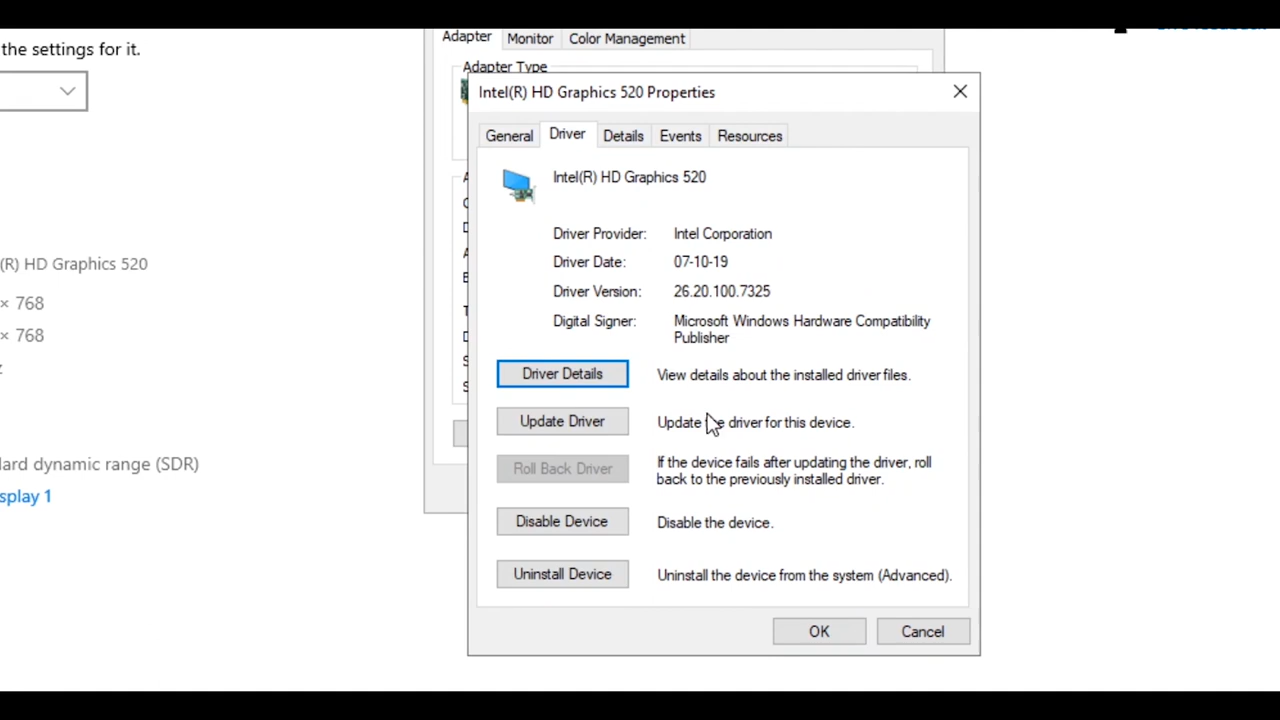 the settings for it.
(R) HD Graphics 520
× 768
× 768
dard dynamic range (SDR)
splay 1
Adapter Monitor Color Management
Adapter Type
Intel(R) HD Graphics 520 Properties
General Driver Details Events Resources
Intel(R) HD Graphics 520
Driver Provider: Intel Corporation
Driver Date: 07-10-19
Driver Version: 26.20.100.7325
Digital Signer: Microsoft Windows Hardware Compatibility
Publisher
Driver Details View details about the installed driver files.
Update Driver Update the driver for this device.
Roll Back Driver If the device fails after updating the driver, roll
back to the previously installed driver.
Disable Device Disable the device.
Uninstall Device Uninstall the device from the system (Advanced).
OK Cancel